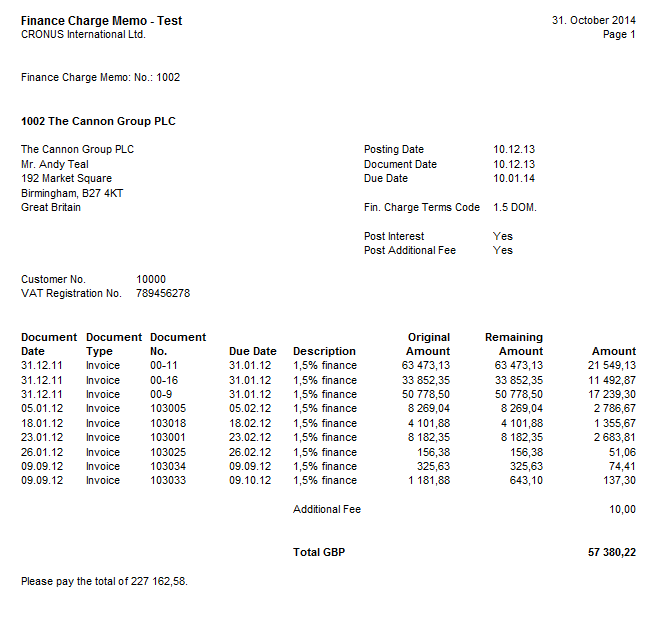 Finance Charge Memo - Test 31. October 2014
CRONUS International Ltd. Page 1
Finance Charge Memo: No.: 1002
1002 The Cannon Group PLC
The Cannon Group PLC Posting Date 10.12.13
Mr. Andy Teal Document Date 10.12.13
192 Market Square Due Date 10.01.14
Birmingham, B27 4KT
Great Britain Fin. Charge Terms Code 1.5 DOM.
Post Interest Yes
Post Additional Fee Yes
Customer No. 10000
VAT Registration No. 789456278
Document Document Document Original Remaining
Date Type No. Due Date Description Amount Amount Amount
31.12.11 Invoice 00-11 31.01.12 1,5% finance 63 473,13 63 473,13 21 549,13
31.12.11 Invoice 00-16 31.01.12 1,5% finance 33 852,35 33 852,35 11 492,87
31.12.11 Invoice 00-9 31.01.12 1,5% finance 50 778,50 50 778,50 17 239,30
05.01.12 Invoice 103005 05.02.12 1,5% finance 8 269,04 8 269,04 2 786,67
18.01.12 Invoice 103018 18.02.12 1,5% finance 4 101,88 4 101,88 1 355,67
23.01.12 Invoice 103001 23.02.12 1,5% finance 8 182,35 8 182,35 2 683,81
26.01.12 Invoice 103025 26.02.12 1,5% finance 156,38 156,38 51,06
09.09.12 Invoice 103034 09.09.12 1,5% finance 325,63 325,63 74,41
09.09.12 Invoice 103033 09.10.12 1,5% finance 1 181,88 643,10 137,30
Additional Fee 10,00
Total GBP 57 380,22
Please pay the total of 227 162,58.